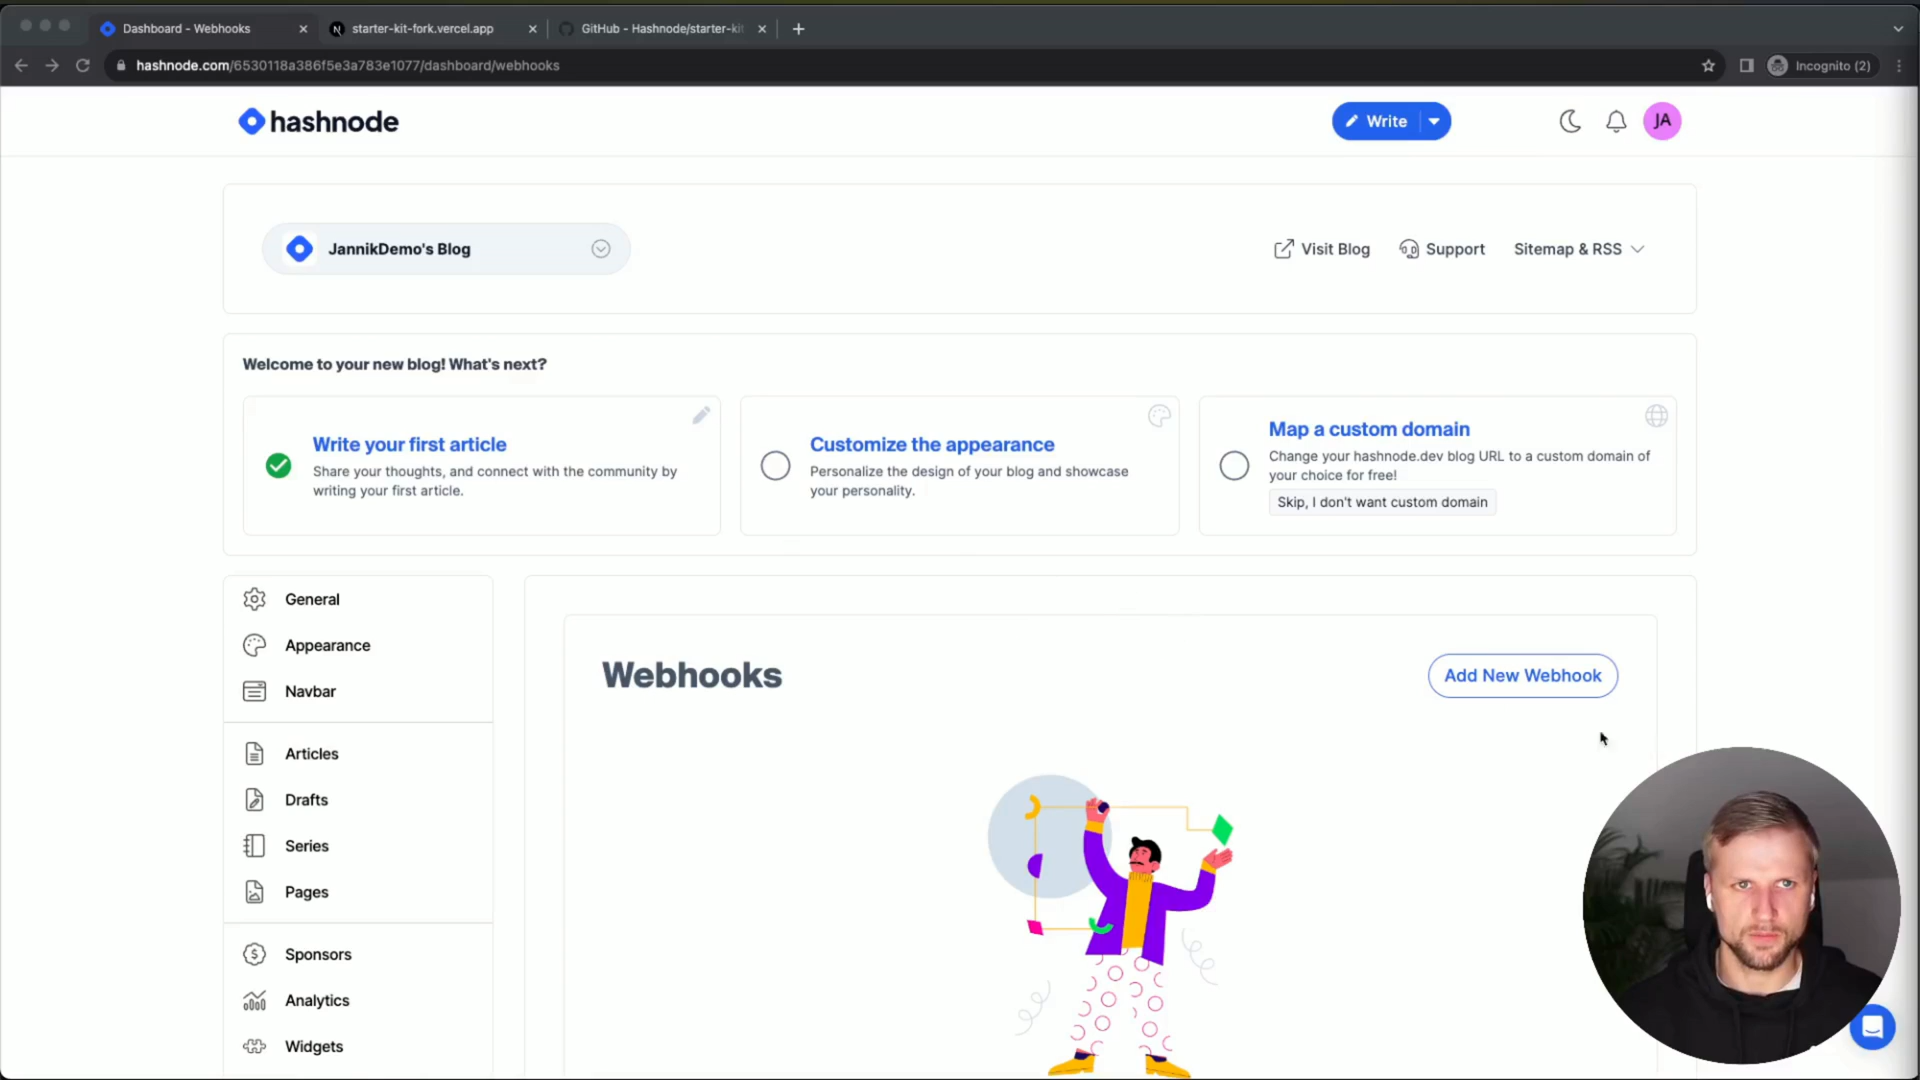 Dashboard - Webhooks
starter-kit-fork.vercel.app
GitHub - Hashnode/starter-kit
hashnode.com/6530118a386f5e3a783e1077/dashboard/webhooks
Incognito (2)
hashnode
Write
JA
JannikDemo's Blog
Visit Blog
Support
Sitemap & RSS
Welcome to your new blog! What's next?
Write your first article
Share your thoughts, and connect with the community by
writing your first article.
Customize the appearance
Personalize the design of your blog and showcase
your personality.
Map a custom domain
Change your hashnode.dev blog URL to a custom domain of
your choice for free!
Skip, I don't want custom domain
General
Appearance
Navbar
Articles
Drafts
Series
Pages
Sponsors
Analytics
Widgets
Webhooks
Add New Webhook